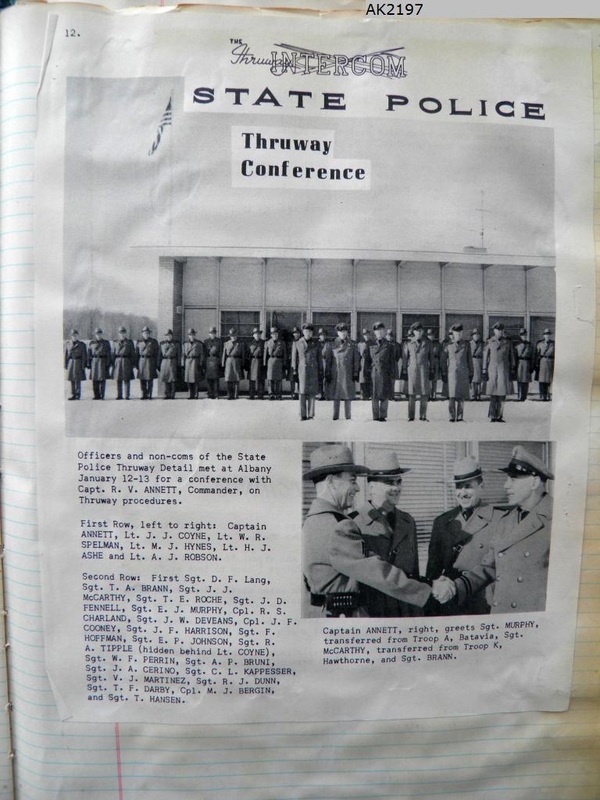 AK2197
12.
THE
Thruway INTERCOM
STATE POLICE
Thruway
Conference
Officers and non-coms of the State
Police Thruway Detail met at Albany
January 12-13 for a conference with
Capt. R. V. ANNETT, Commander, on
Thruway procedures.
First Row, left to right: Captain
ANNETT, Lt. J. J. COYNE, Lt. W. R.
SPELMAN, Lt. M. J. HYNES, Lt. H. J.
ASHE and Lt. A. J. ROBSON.
Second Row: First Sgt. D. F. Lang,
Sgt. T. A. BRANN, Sgt. J. J.
McCARTHY, Sgt. T. E. ROCHE, Sgt. J. D.
FENNELL, Sgt. E. J. MURPHY, Cpl. R. S.
CHARLAND, Sgt. J. W. DEVEANS, Cpl. J. F.
COONEY, Sgt. J. F. HARRISON, Sgt. F.
HOFFMAN, Sgt. E. P. JOHNSON, Sgt. R.
A. TIPPLE (hidden behind Lt. COYNE),
Sgt. W. F. PERRIN, Sgt. A. P. BRUNI,
Sgt. J. A. CERINO, Sgt. C. L. KAPPESSER,
Sgt. V. J. MARTINEZ, Sgt. R. J. DUNN,
Sgt. T. F. DARBY, Cpl. M. J. BERGIN,
and Sgt. T. HANSEN.
Captain ANNETT, right, greets Sgt. MURPHY,
transferred from Troop A, Batavia, Sgt.
McCARTHY, transferred from Troop K,
Hawthorne, and Sgt. BRANN.